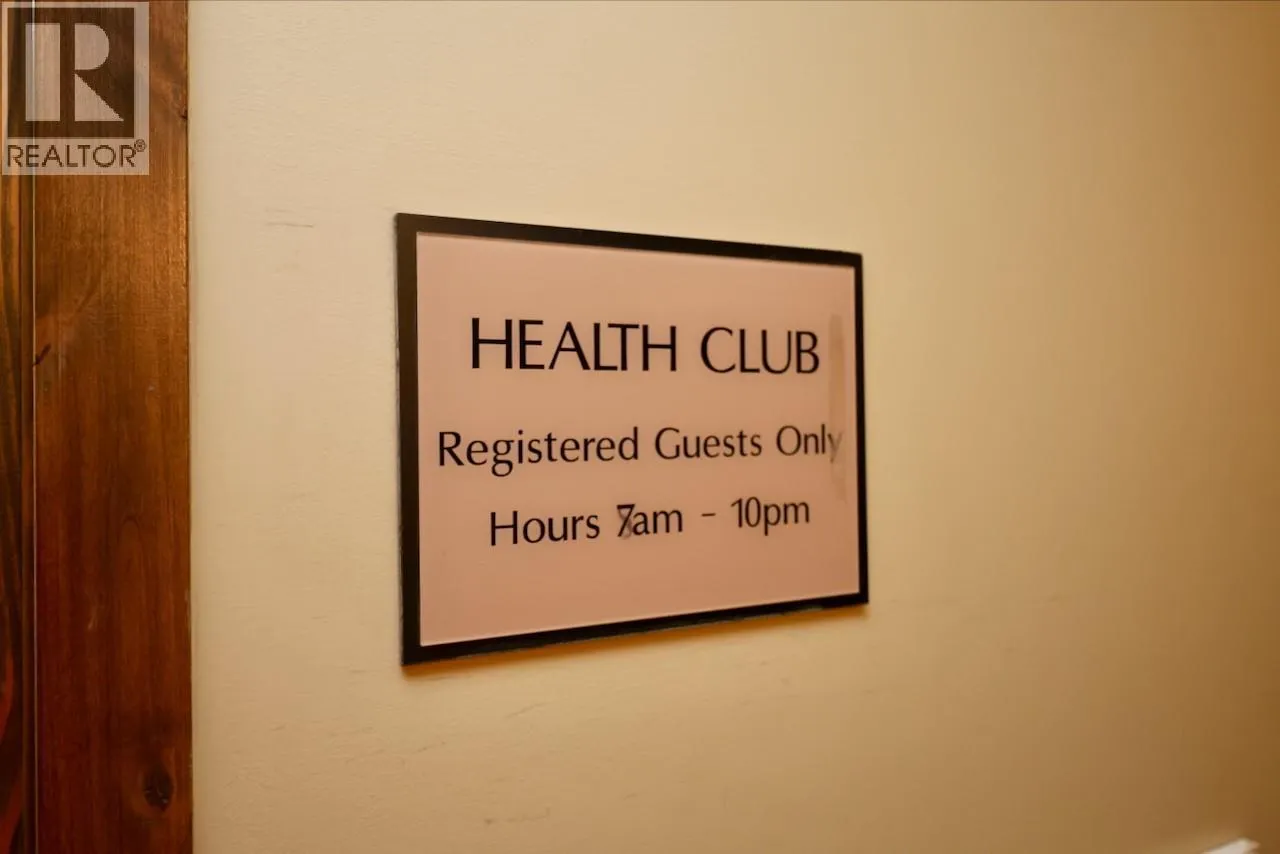 R
REALTOR®
HEALTH CLUB
Registered Guests Only
Hours 7am - 10pm